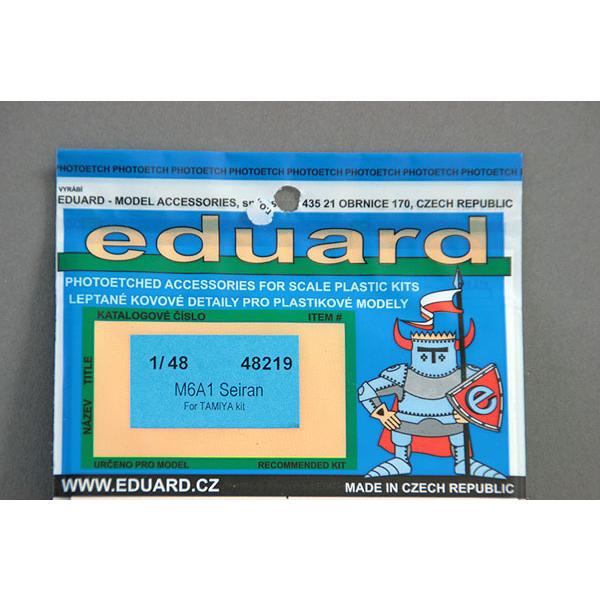 PHOTOETCH PHOTOETCH PHOTOETCH PHOTOETCH PHOTOETCH PHOTOETCH PHOTOETCH PHOTOETCH
VYRÁBÍ
EDUARD - MODEL ACCESSORIES, 435 21 OBRNICE 170, CZECH REPUBLIC
eduard
PHOTOETCHED ACCESSORIES FOR SCALE PLASTIC KITS
LEPTANÉ KOVOVÉ DETAILY PRO PLASTIKOVÉ MODELY
KATALOGOVÉ ČÍSLO ITEM #
1/48 48219
M6A1 Seiran
For TAMIYA kit
NÁZEV TITLE
URČENO PRO MODEL RECOMMENDED KIT
e
WWW.EDUARD.CZ MADE IN CZECH REPUBLIC